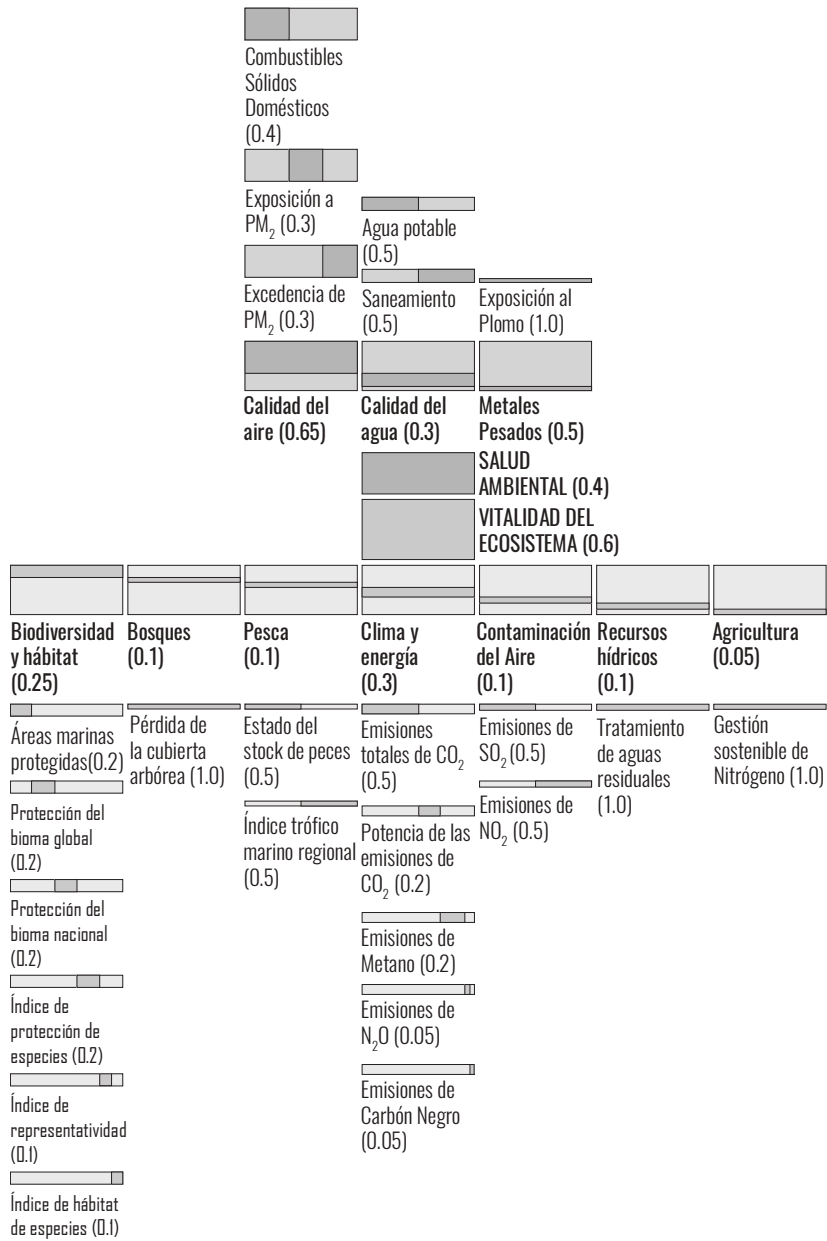 Combustibles
Sólidos
Domésticos
(0.4)
Exposición a
PM₂ (0.3)
Excedencia de
PM₂ (0.3)
Agua potable
(0.5)
Saneamiento
(0.5)
Exposición al
Plomo (1.0)
Calidad del
aire (0.65)
Calidad del
agua (0.3)
Metales
Pesados (0.5)
SALUD
AMBIENTAL (0.4)
VITALIDAD DEL
ECOSISTEMA (0.6)
Biodiversidad
y hábitat
(0.25)
Bosques
(0.1)
Pesca
(0.1)
Clima y
energía
(0.3)
Contaminación
del Aire
(0.1)
Recursos
hídricos
(0.1)
Agricultura
(0.05)
Áreas marinas
protegidas(0.2)
Protección del
bioma global
(0.2)
Protección del
bioma nacional
(0.2)
Índice de
protección de
especies (0.2)
Índice de
representatividad
(0.1)
Índice de hábitat
de especies (0.1)
Pérdida de
la cubierta
arbórea (1.0)
Estado del
stock de peces
(0.5)
Índice trófico
marino regional
(0.5)
Emisiones
totales de CO₂
(0.5)
Potencia de las
emisiones de
CO₂ (0.2)
Emisiones de
Metano (0.2)
Emisiones de
N₂O (0.05)
Emisiones de
Carbón Negro
(0.05)
Emisiones de
SO₂(0.5)
Emisiones de
NO₂ (0.5)
Tratamiento
de aguas
residuales
(1.0)
Gestión
sostenible de
Nitrógeno (1.0)